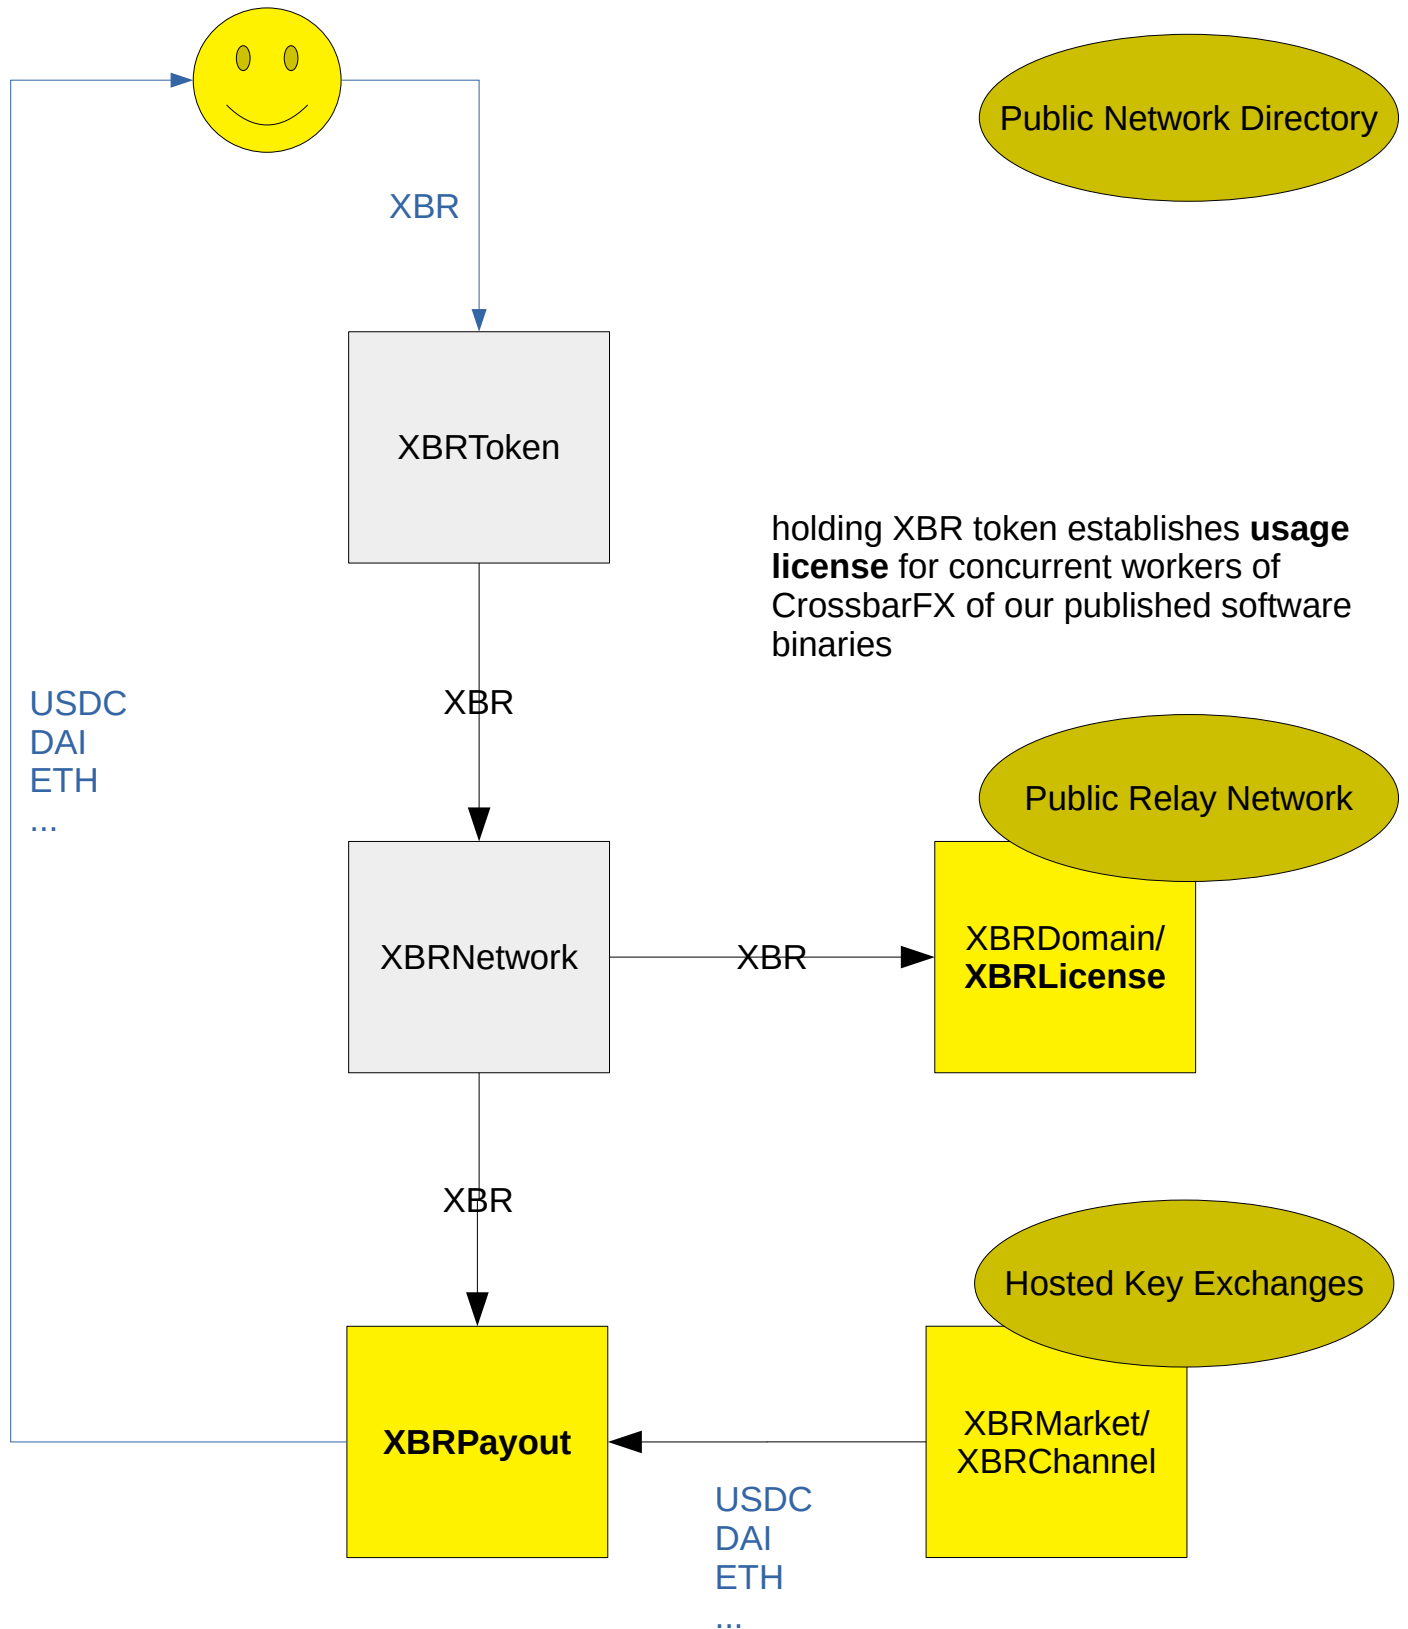 Public Network Directory
XBR
XBRToken
holding XBR token establishes usage
license for concurrent workers of
CrossbarFX of our published software
binaries
USDC
DAI
ETH
...
XBR
Public Relay Network
XBRNetwork
XBR
XBRDomain/
XBRLicense
XBR
Hosted Key Exchanges
XBRPayout
XBRMarket/
XBRChannel
USDC
DAI
ETH
...